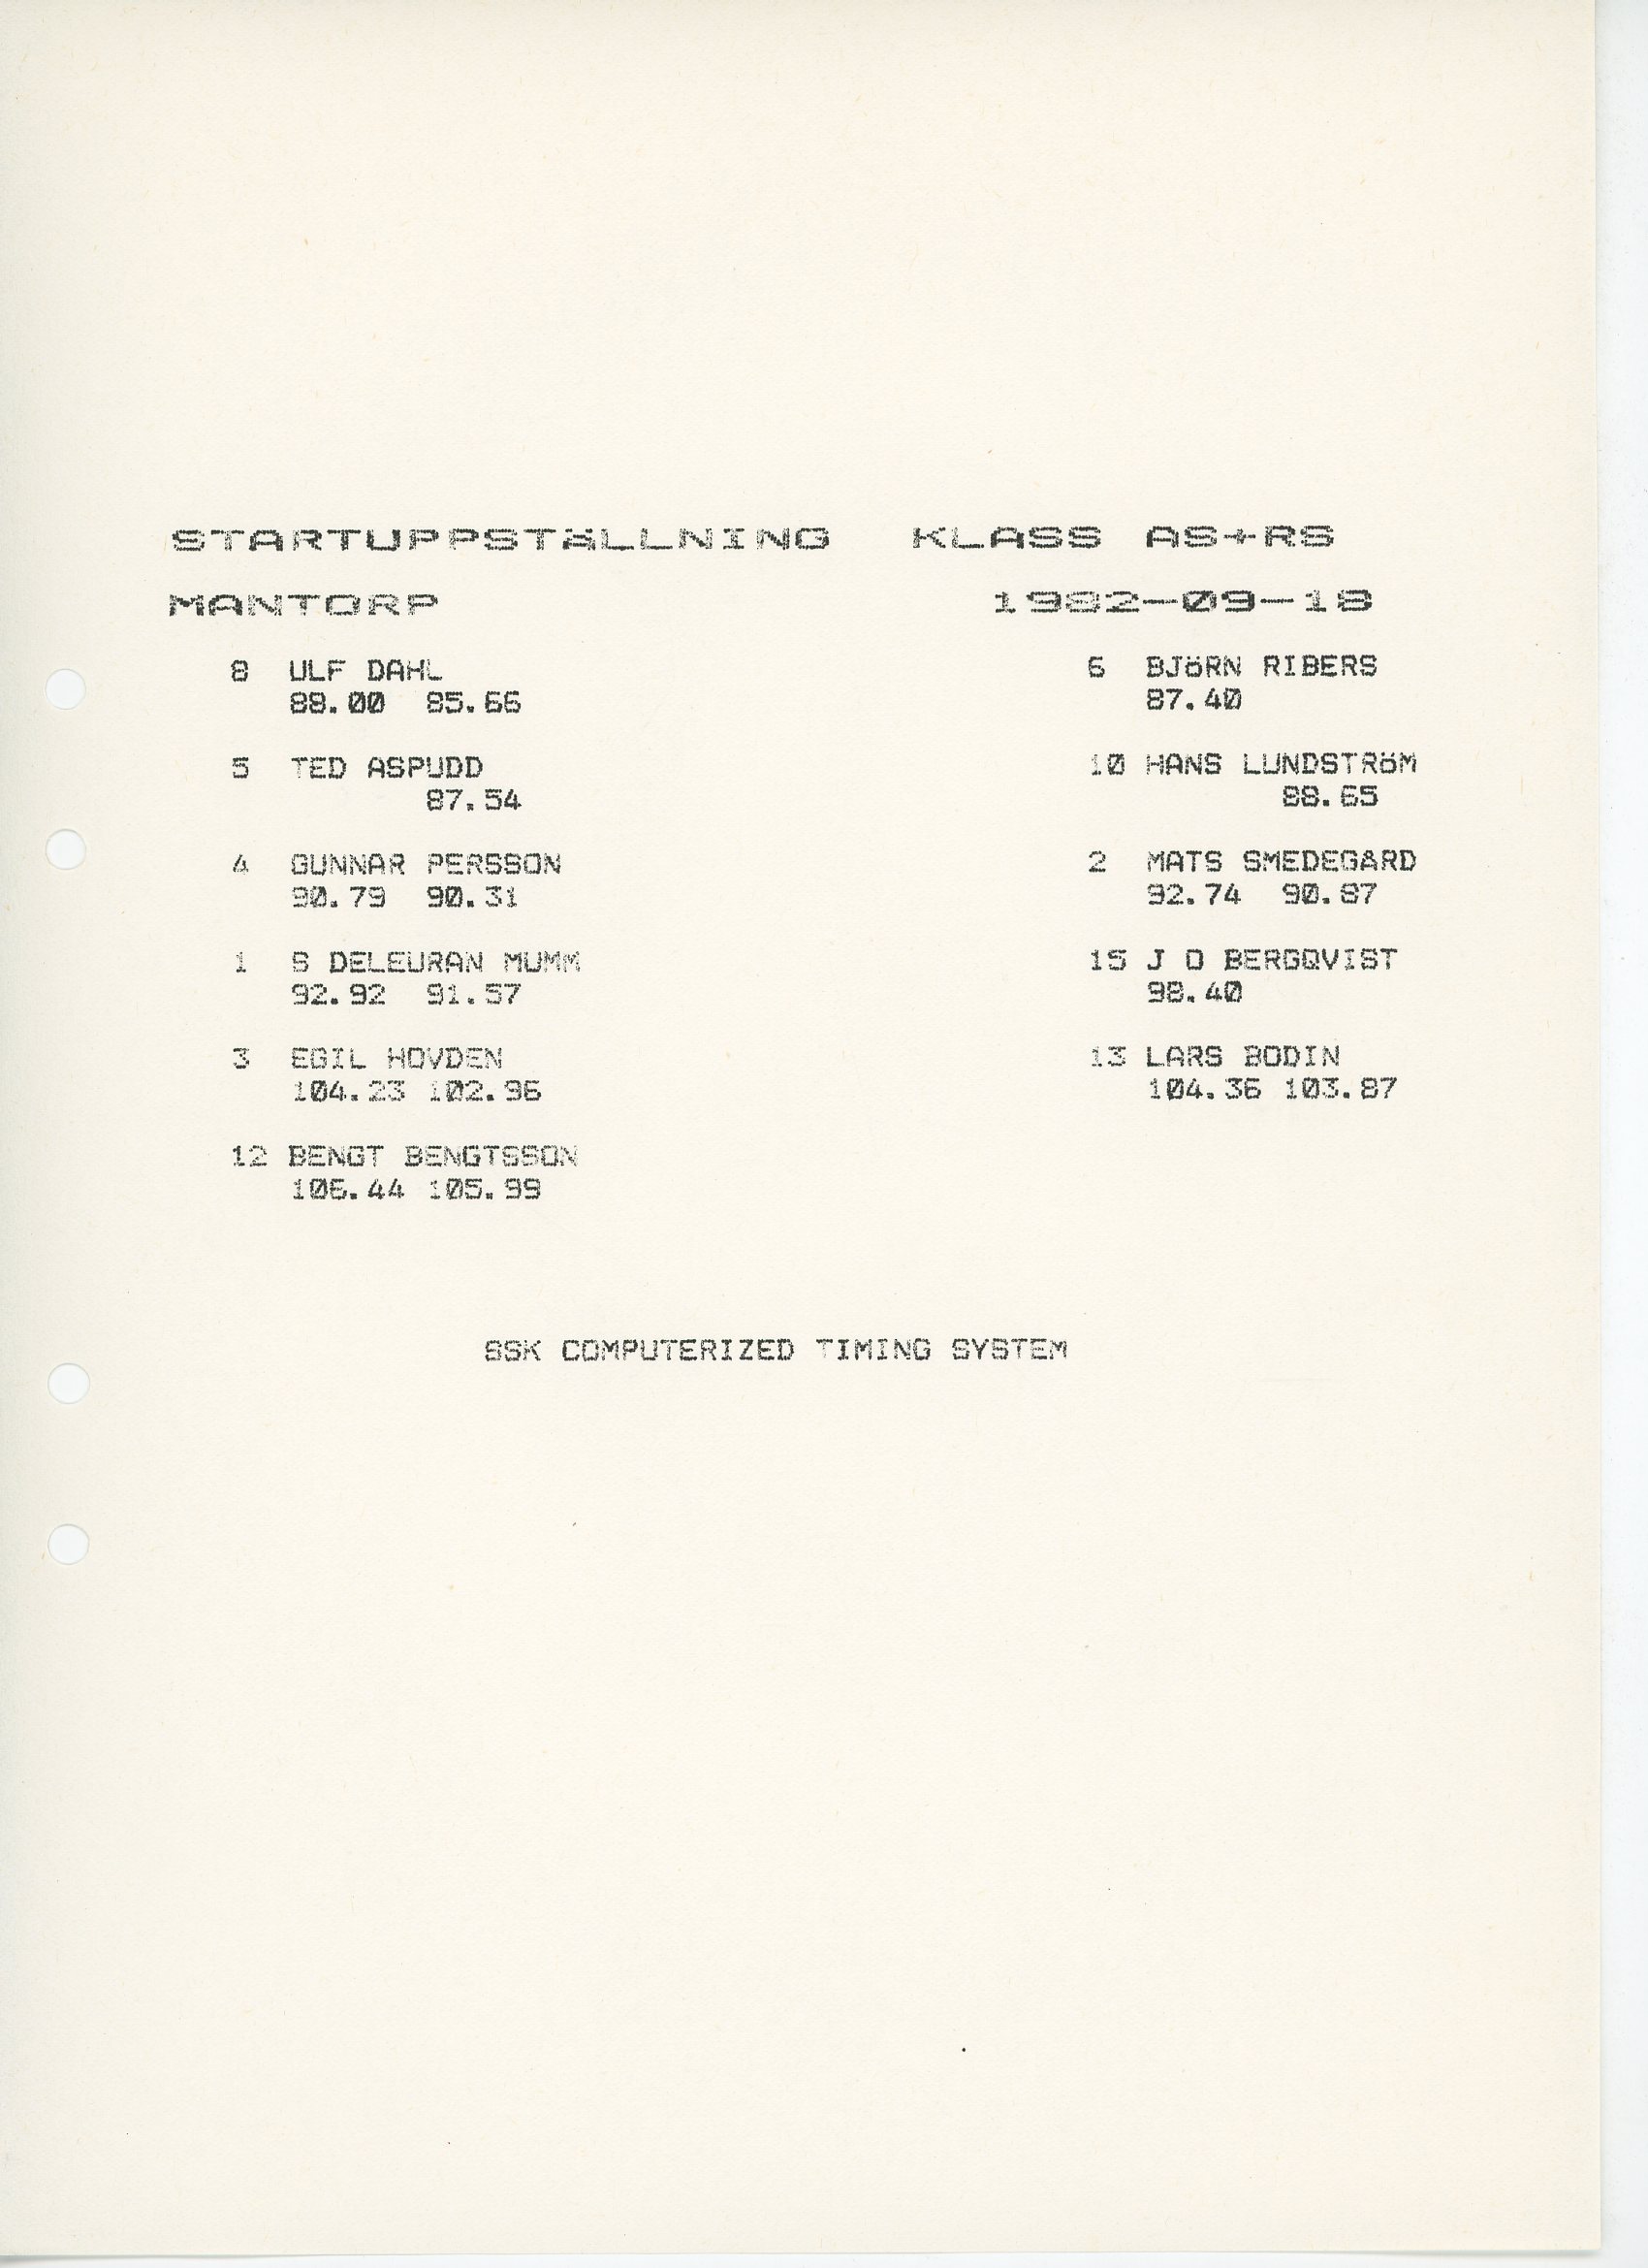 STARTUPPSTÄLLNING KLASS AS+RS
MANTORP 1982-09-18
8 ULF DAHL 6 BJÖRN RIBERS
88.00 85.66 87.40
5 TED ASPUDD 10 HANS LUNDSTRÖM
87.54 88.65
4 GUNNAR PERSSON 2 MATS SMEDEGÅRD
90.79 90.31 92.74 90.87
1 S DELEURAN MUMM 15 J O BERGQVIST
92.92 91.57 98.40
3 EGIL HOVDEN 13 LARS BODIN
104.23 102.96 104.36 103.87
12 BENGT BENGTSSON
106.44 105.99
SSK COMPUTERIZED TIMING SYSTEM